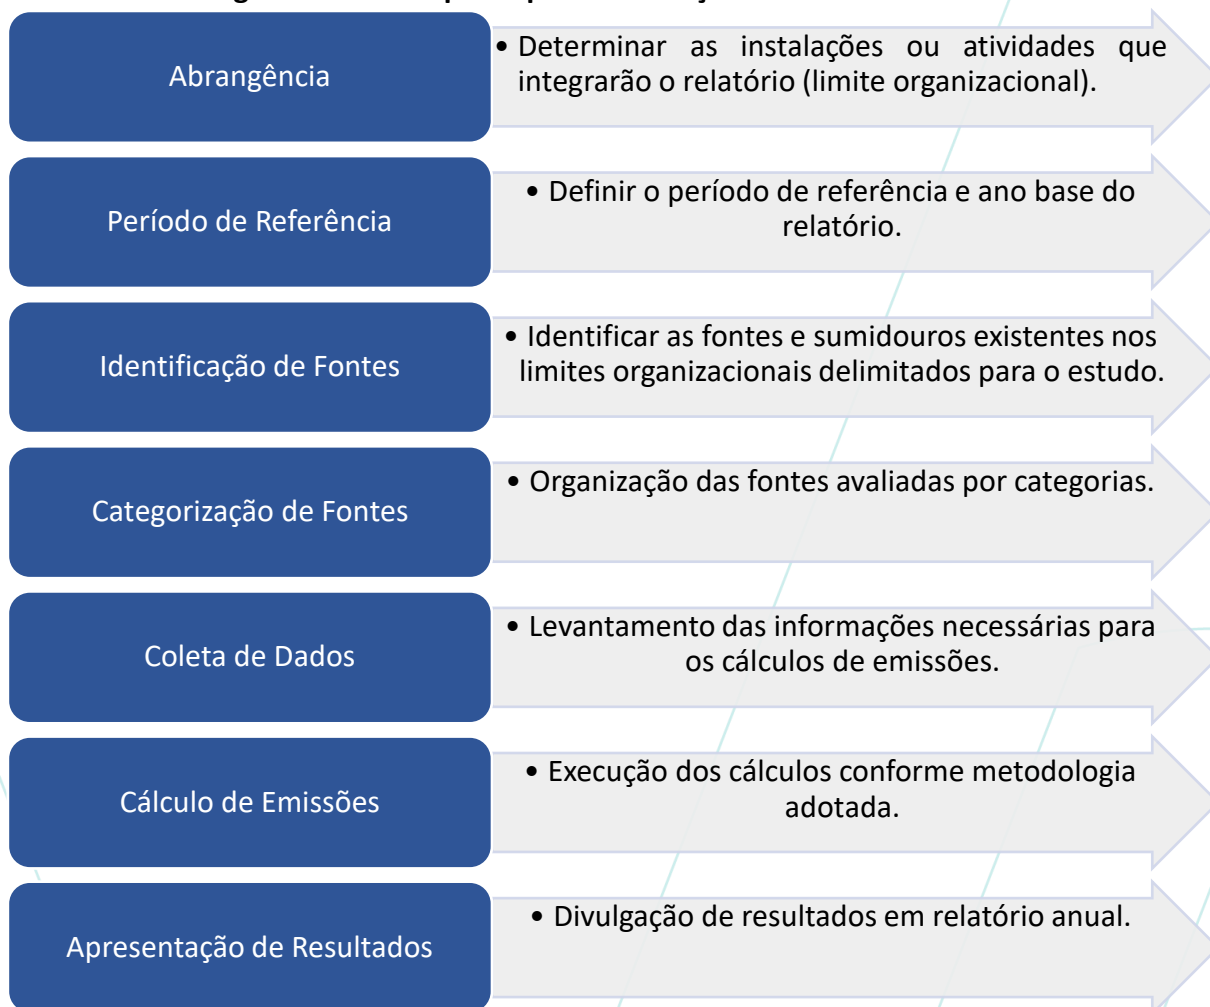 Abrangência
• Determinar as instalações ou atividades que
integrarão o relatório (limite organizacional).
Período de Referência
• Definir o período de referência e ano base do
relatório.
Identificação de Fontes
• Identificar as fontes e sumidouros existentes nos
limites organizacionais delimitados para o estudo.
Categorização de Fontes
• Organização das fontes avaliadas por categorias.
Coleta de Dados
• Levantamento das informações necessárias para
os cálculos de emissões.
Cálculo de Emissões
• Execução dos cálculos conforme metodologia
adotada.
Apresentação de Resultados
• Divulgação de resultados em relatório anual.